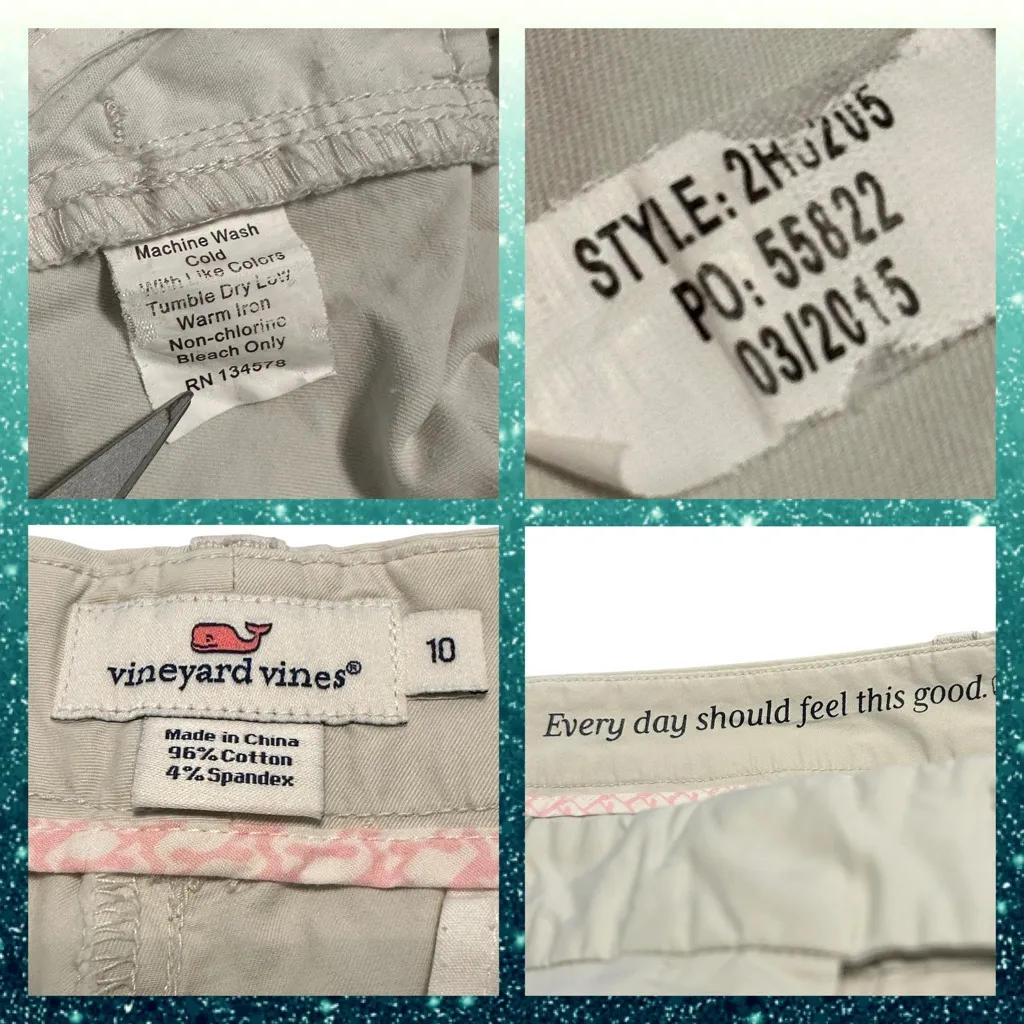 Machine Wash
Cold
With Like Colors
Tumble Dry Low
Warm Iron
Non-chlorine
Bleach Only
RN 134578
STYLE:
PO: 55822
03/2015
vineyard vines®
10
Made in China
96% Cotton
4% Spandex
Every day should feel this good.